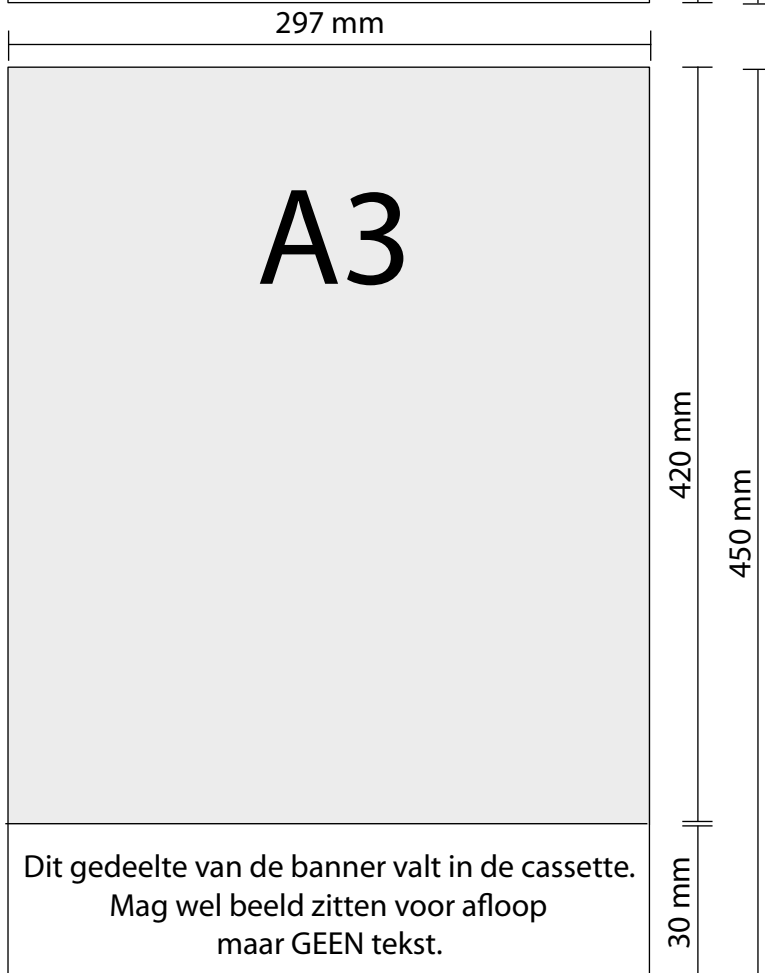 297 mm
A3
420 mm
450 mm
Dit gedeelte van de banner valt in de cassette.
Mag wel beeld zitten voor afloop
maar GEEN tekst.
30 mm